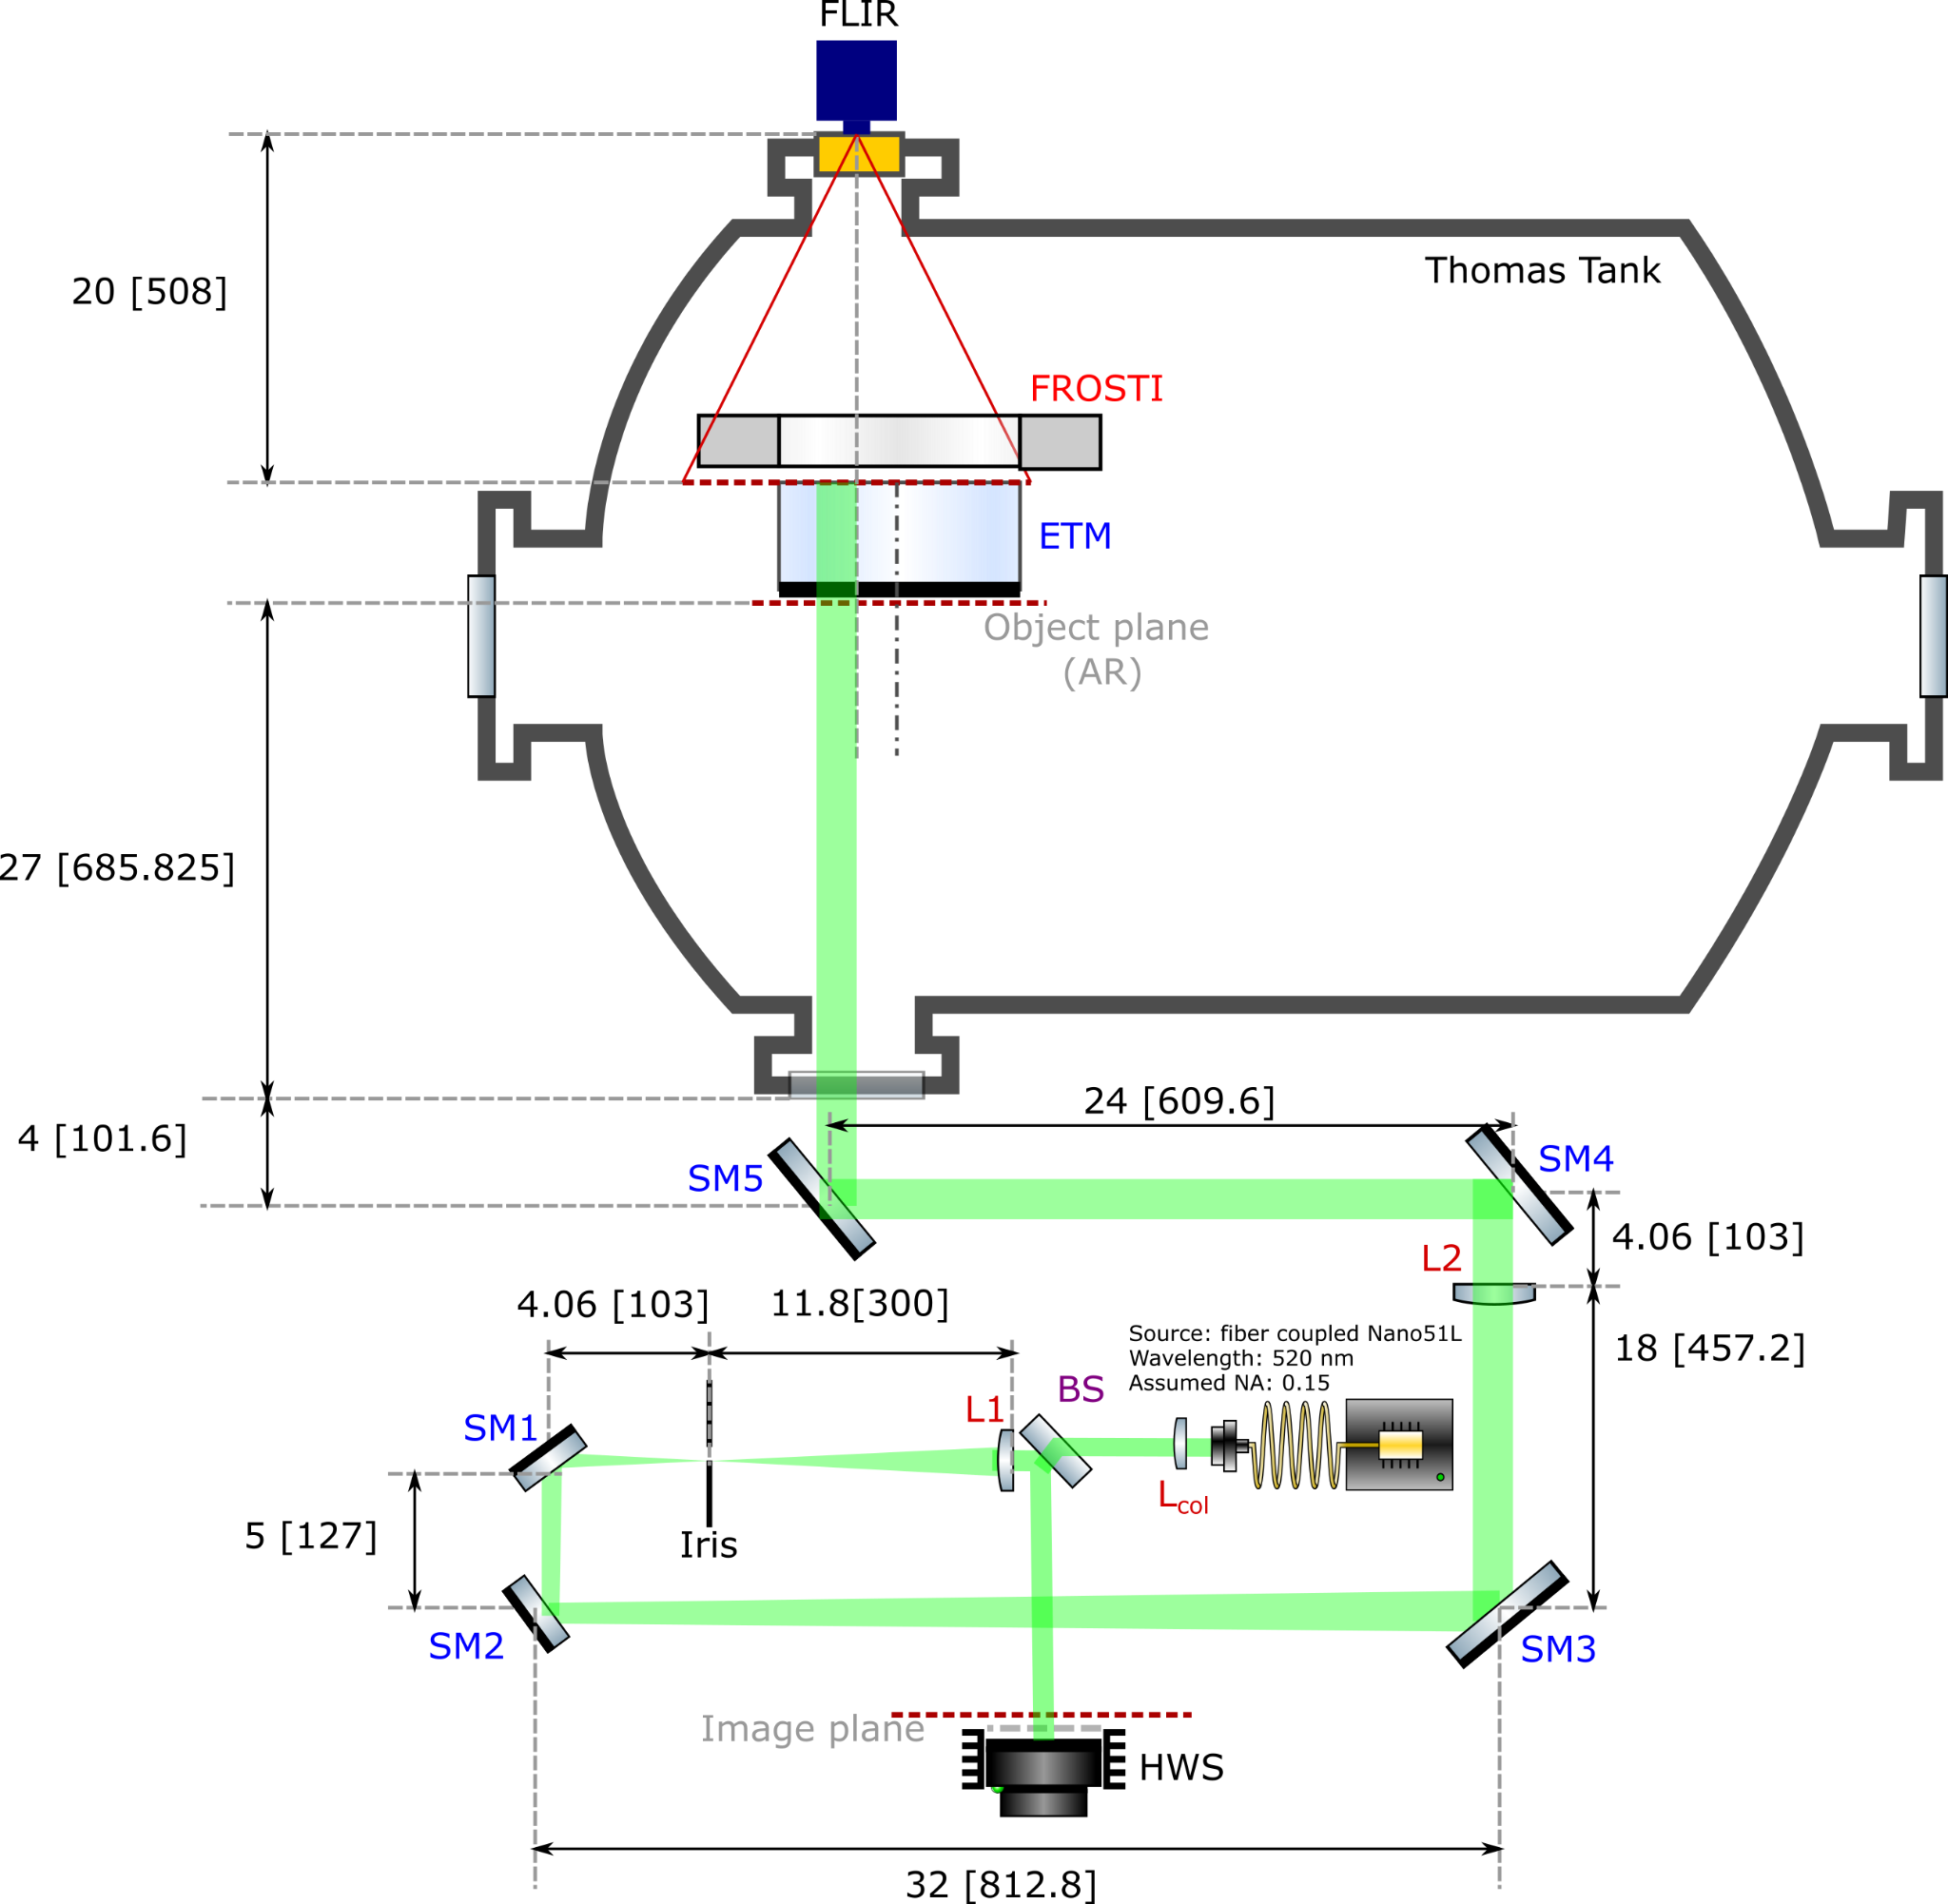 FLIR
Thomas Tank
20 [508]
FROSTI
ETM
Object plane
(AR)
27 [685.825]
24 [609.6]
4 [101.6]
SM5
SM4
4.06 [103]
L2
4.06 [103]
11.8[300]
Source: fiber coupled Nano51L
Wavelength: 520 nm
Assumed NA: 0.15
18 [457.2]
BS
L1
SM1
Lcol
5 [127]
Iris
SM2
SM3
Image plane
HWS
32 [812.8]